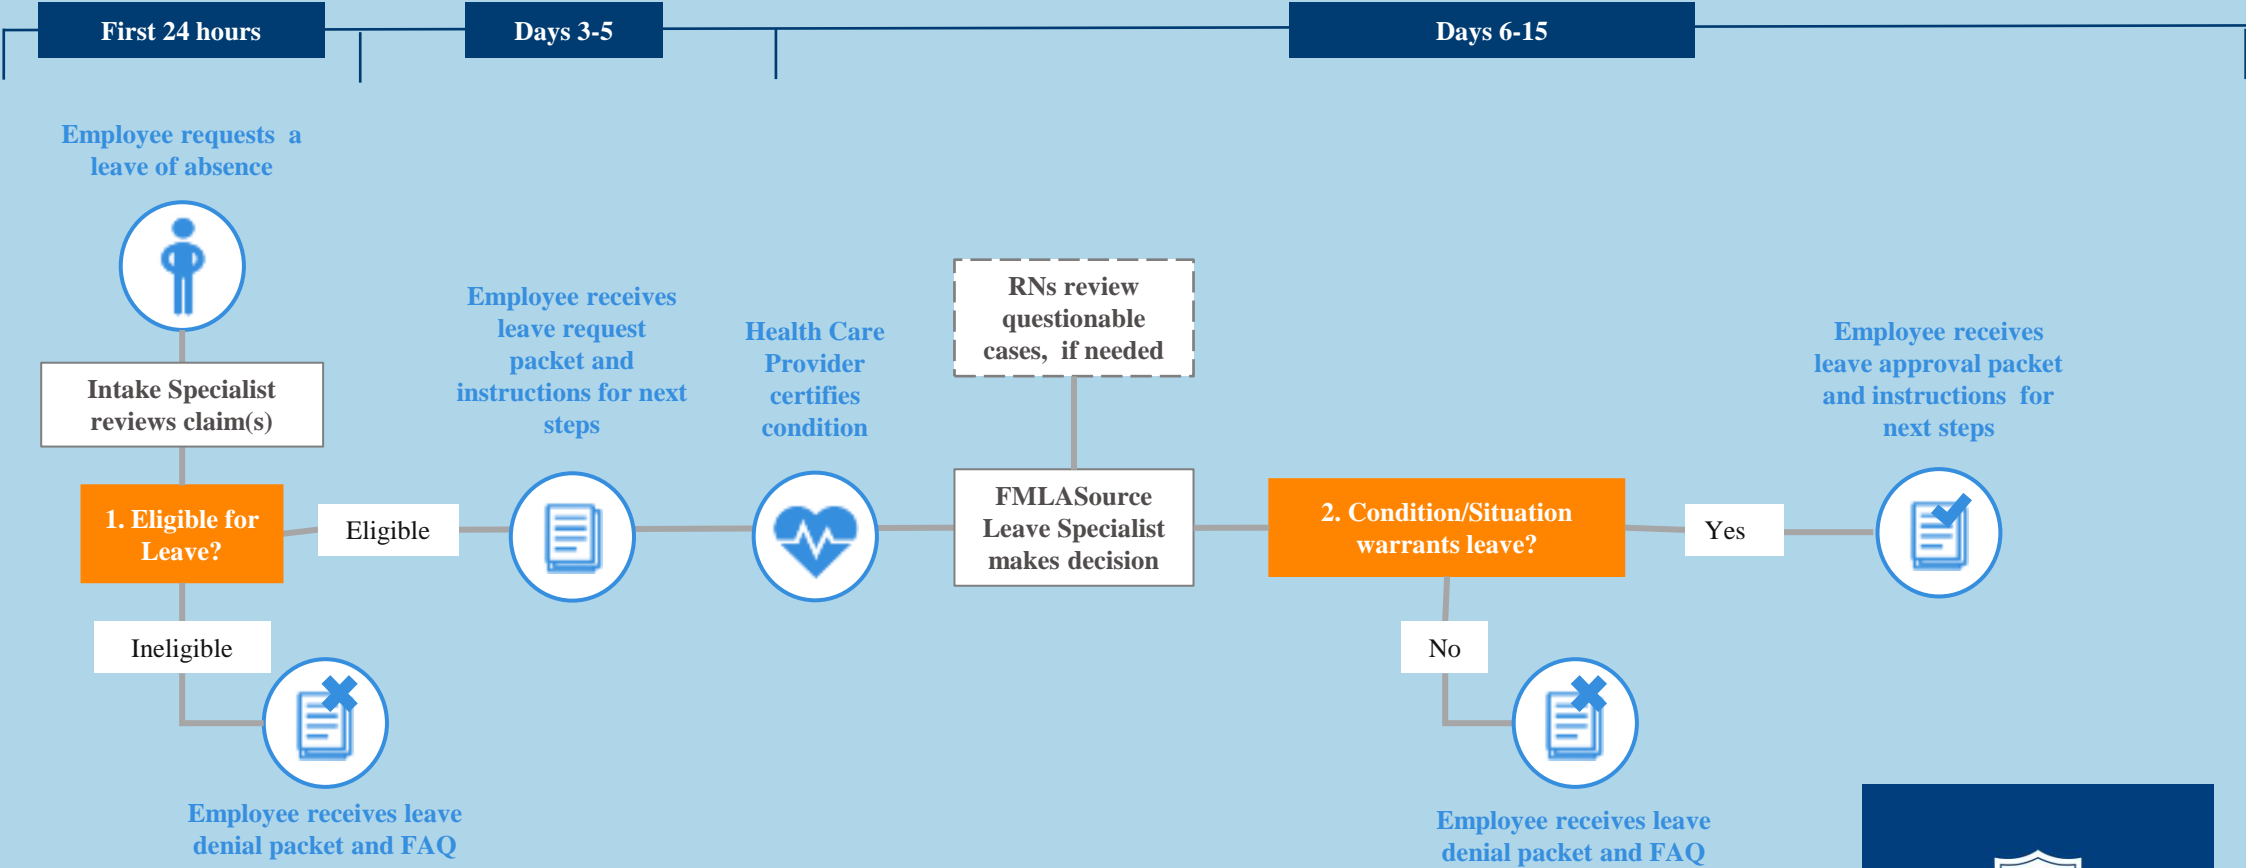 First 24 hours
Days 3-5
Days 6-15
Employee requests a
leave of absence
Intake Specialist
reviews claim(s)
1. Eligible for
Leave?
Eligible
Ineligible
Employee receives leave
denial packet and FAQ
Employee receives
leave request
packet and
instructions for next
steps
Health Care
Provider
certifies
condition
RNs review
questionable
cases, if needed
FMLASource
Leave Specialist
makes decision
2. Condition/Situation
warrants leave?
Yes
No
Employee receives leave
denial packet and FAQ
Employee receives
leave approval packet
and instructions for
next steps